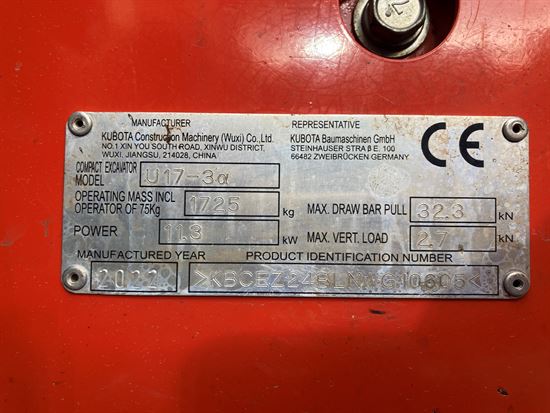 MANUFACTURER
KUBOTA Construction Machinery (Wuxi) Co.,Ltd.
NO.1 XIN YOU SOUTH ROAD, XINWU DISTRICT,
WUXI, JIANGSU, 214028, CHINA
REPRESENTATIVE
KUBOTA Baumaschinen GmbH
STEINHAUSER STRAßE E. 100
66482 ZWEIBRÜCKEN GERMANY
CE
COMPACT EXCAVATOR
MODEL U17-3α
OPERATING MASS INCL
OPERATOR OF 75Kg 1725 kg
MAX. DRAW BAR PULL 32.3 kN
POWER 11.3 kW
MAX. VERT. LOAD 2.7 kN
MANUFACTURED YEAR PRODUCT IDENTIFICATION NUMBER
2022